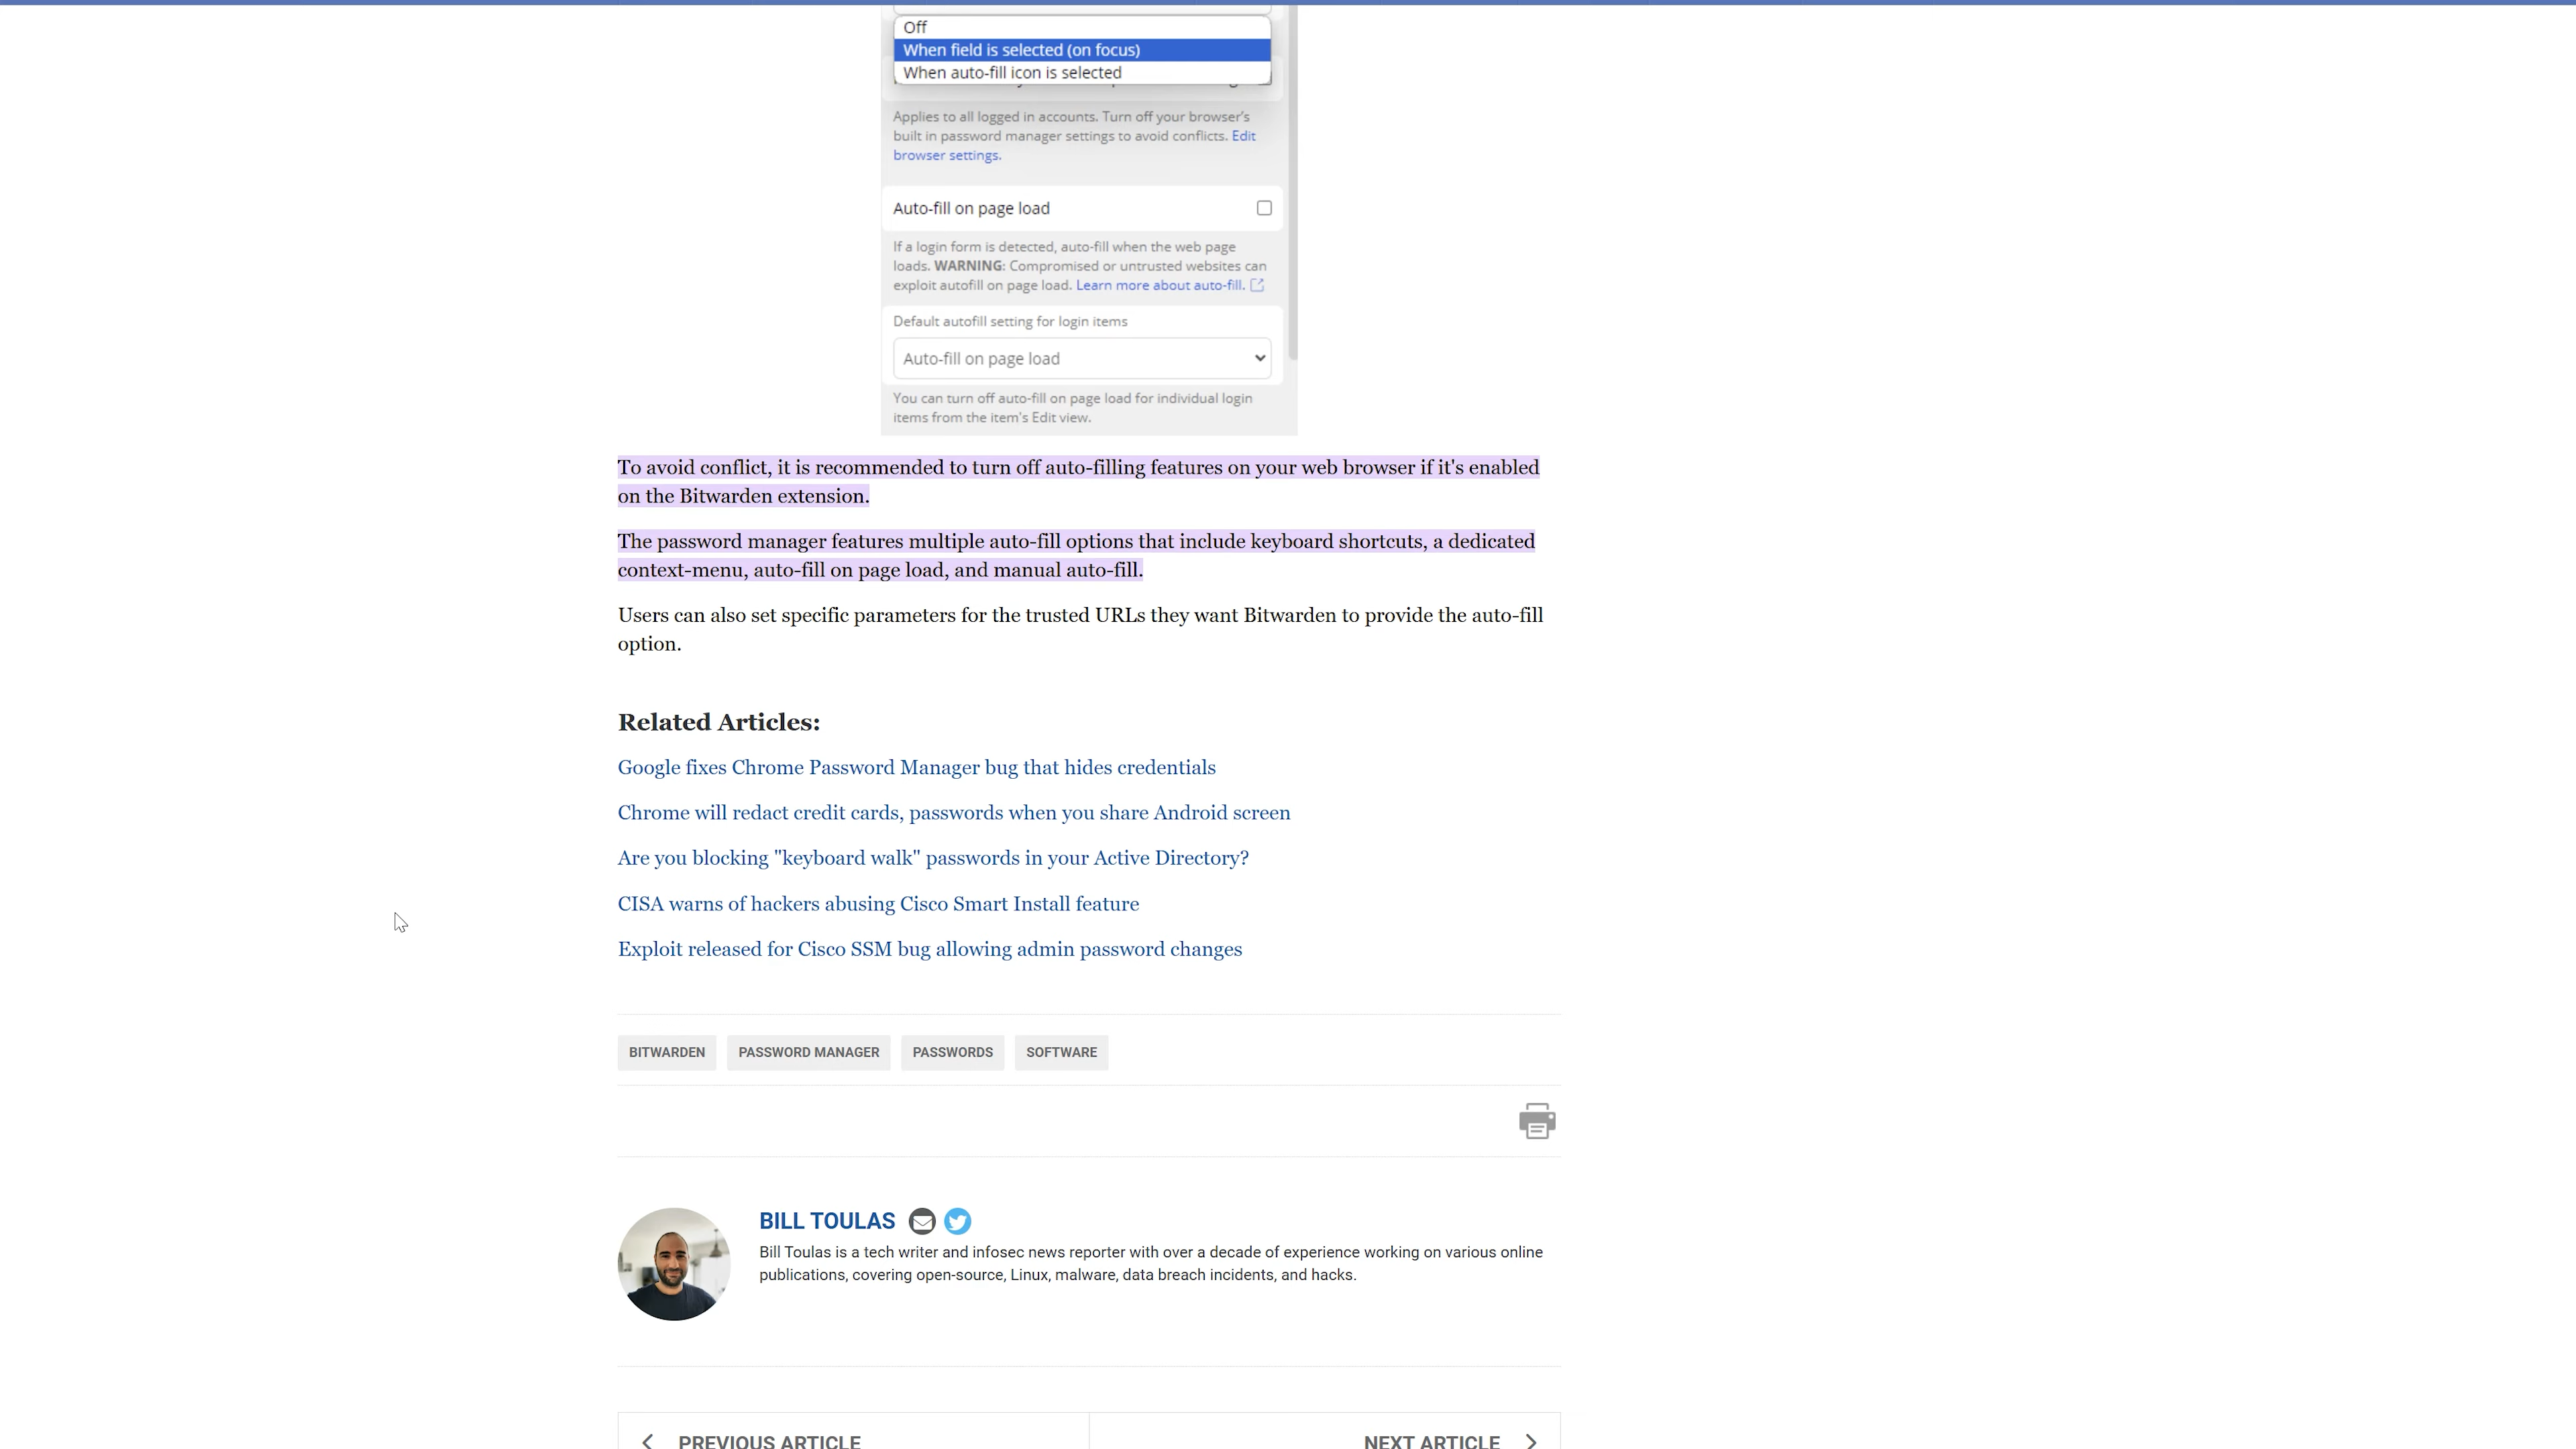 Off
When field is selected (on focus)
When auto-fill icon is selected
Applies to all logged in accounts. Turn off your browser's
built in password manager settings to avoid conflicts. Edit
browser settings.
Auto-fill on page load
If a login form is detected, auto-fill when the web page
loads. WARNING: Compromised or untrusted websites can
exploit autofill on page load. Learn more about auto-fill.
Default autofill setting for login items
Auto-fill on page load
You can turn off auto-fill on page load for individual login
items from the item's Edit view.
To avoid conflict, it is recommended to turn off auto-filling features on your web browser if it's enabled
on the Bitwarden extension.
The password manager features multiple auto-fill options that include keyboard shortcuts, a dedicated
context-menu, auto-fill on page load, and manual auto-fill.
Users can also set specific parameters for the trusted URLs they want Bitwarden to provide the auto-fill
option.
Related Articles:
Google fixes Chrome Password Manager bug that hides credentials
Chrome will redact credit cards, passwords when you share Android screen
Are you blocking "keyboard walk" passwords in your Active Directory?
CISA warns of hackers abusing Cisco Smart Install feature
Exploit released for Cisco SSM bug allowing admin password changes
BITWARDEN PASSWORD MANAGER PASSWORDS SOFTWARE
BILL TOULAS
Bill Toulas is a tech writer and infosec news reporter with over a decade of experience working on various online
publications, covering open-source, Linux, malware, data breach incidents, and hacks.
PREVIOUS ARTICLE NEXT ARTICLE